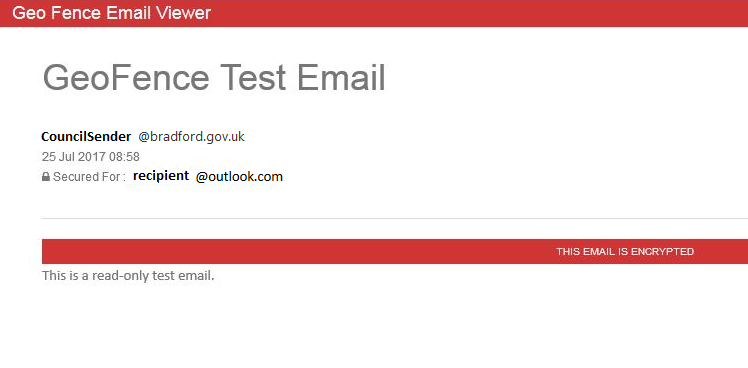 Geo Fence Email Viewer
GeoFence Test Email
CouncilSender @bradford.gov.uk
25 Jul 2017 08:58
Secured For : recipient @outlook.com
THIS EMAIL IS ENCRYPTED
This is a read-only test email.